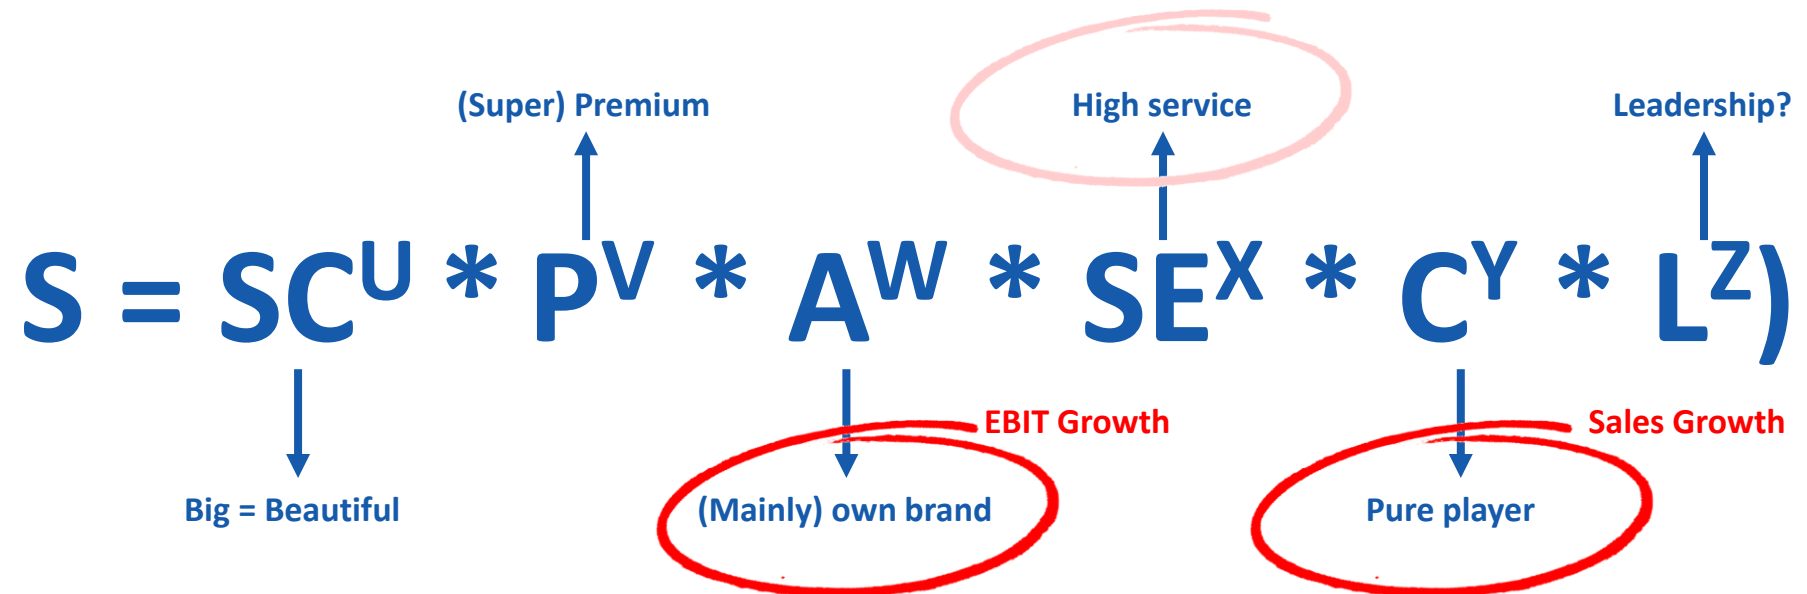 (Super) Premium
High service
Leadership?
S = SCᵁ * Pⱽ * Aᵂ * SEˣ * Cʸ * Lᶻ)
EBIT Growth
Sales Growth
Big = Beautiful
(Mainly) own brand
Pure player